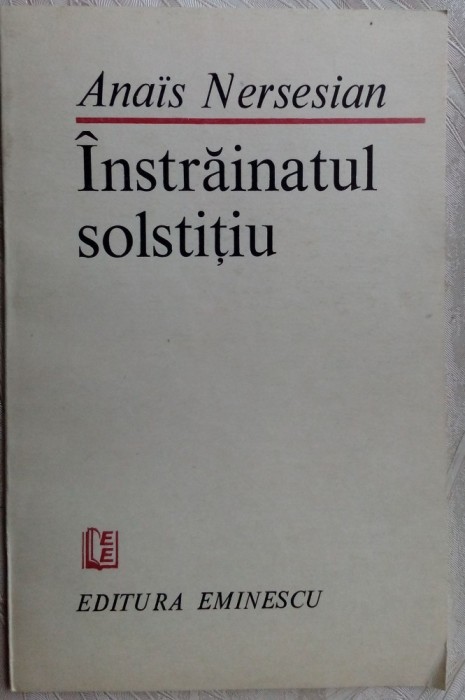 Anaïs Nersesian
Înstrăinatul
solstițiu
E
E
EDITURA EMINESCU